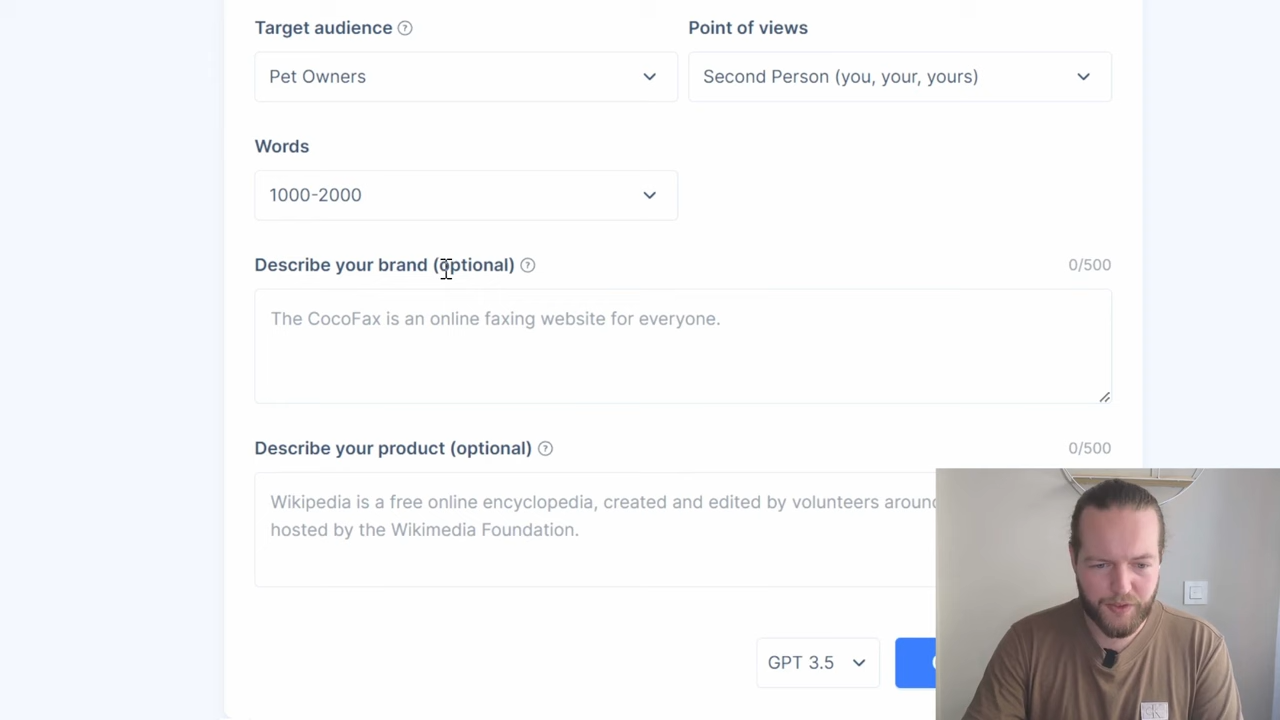 Target audience
Point of views
Pet Owners
Second Person (you, your, yours)
Words
1000-2000
Describe your brand (optional)
0/500
The CocoFax is an online faxing website for everyone.
Describe your product (optional)
0/500
Wikipedia is a free online encyclopedia, created and edited by volunteers
hosted by the Wikimedia Foundation.
GPT 3.5